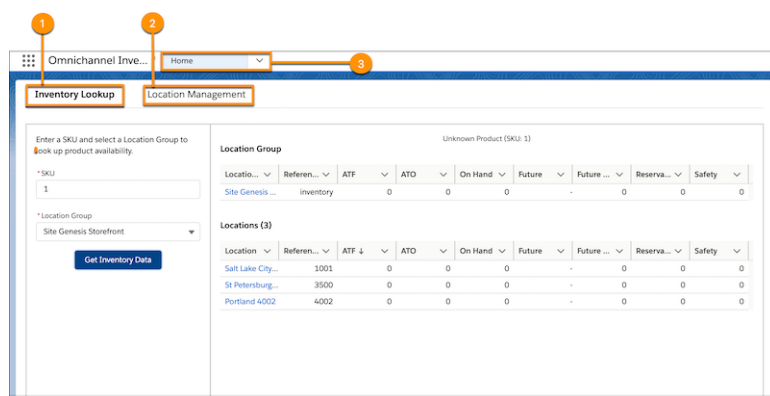 1 2
Omnichannel Inve... Home 3
Inventory Lookup Location Management
Enter a SKU and select a Location Group to
look up product availability.
*SKU
1
*Location Group
Site Genesis Storefront
Get Inventory Data
Unknown Product (SKU: 1)
Location Group
Locatio... Referen... ATF ATO On Hand Future Future ... Reserva... Safety
Site Genesis ... inventory 0 0 0 - 0 0 0
Locations (3)
Location Referen... ATF ↓ ATO On Hand Future Future ... Reserva... Safety
Salt Lake City... 1001 0 0 0 - 0 0 0
St Petersburg... 3500 0 0 0 - 0 0 0
Portland 4002 4002 0 0 0 - 0 0 0